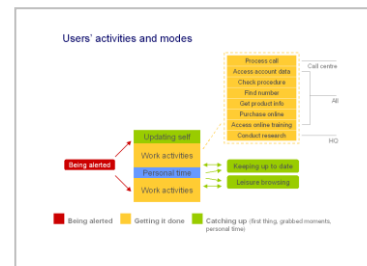 Users' activities and modes
Process call
Access account data
Check procedure
Find number
Get product info
Purchase online
Access online training
Conduct research
Call centre
All
HQ
Updating self
Work activities
Personal time
Work activities
Being alerted
Keeping up to date
Leisure browsing
Being alerted
Getting it done
Catching up (first thing, grabbed moments,
personal time)